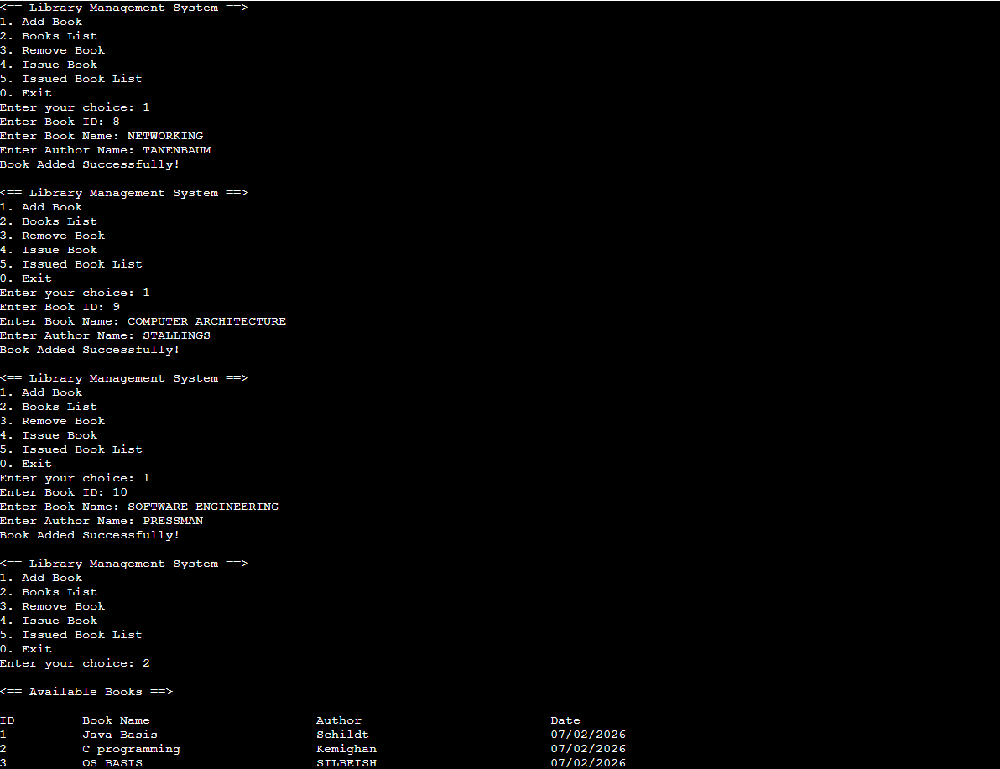 <== Library Management System ==>
1. Add Book
2. Books List
3. Remove Book
4. Issue Book
5. Issued Book List
0. Exit
Enter your choice: 1
Enter Book ID: 8
Enter Book Name: NETWORKING
Enter Author Name: TANENBAUM
Book Added Successfully!
<== Library Management System ==>
1. Add Book
2. Books List
3. Remove Book
4. Issue Book
5. Issued Book List
0. Exit
Enter your choice: 1
Enter Book ID: 9
Enter Book Name: COMPUTER ARCHITECTURE
Enter Author Name: STALLINGS
Book Added Successfully!
<== Library Management System ==>
1. Add Book
2. Books List
3. Remove Book
4. Issue Book
5. Issued Book List
0. Exit
Enter your choice: 1
Enter Book ID: 10
Enter Book Name: SOFTWARE ENGINEERING
Enter Author Name: PRESSMAN
Book Added Successfully!
<== Library Management System ==>
1. Add Book
2. Books List
3. Remove Book
4. Issue Book
5. Issued Book List
0. Exit
Enter your choice: 2
<== Available Books ==>
ID Book Name Author Date
1 Java Basis Schildt 07/02/2026
2 C programming Kemighan 07/02/2026
3 OS BASIS SILBEISH 07/02/2026